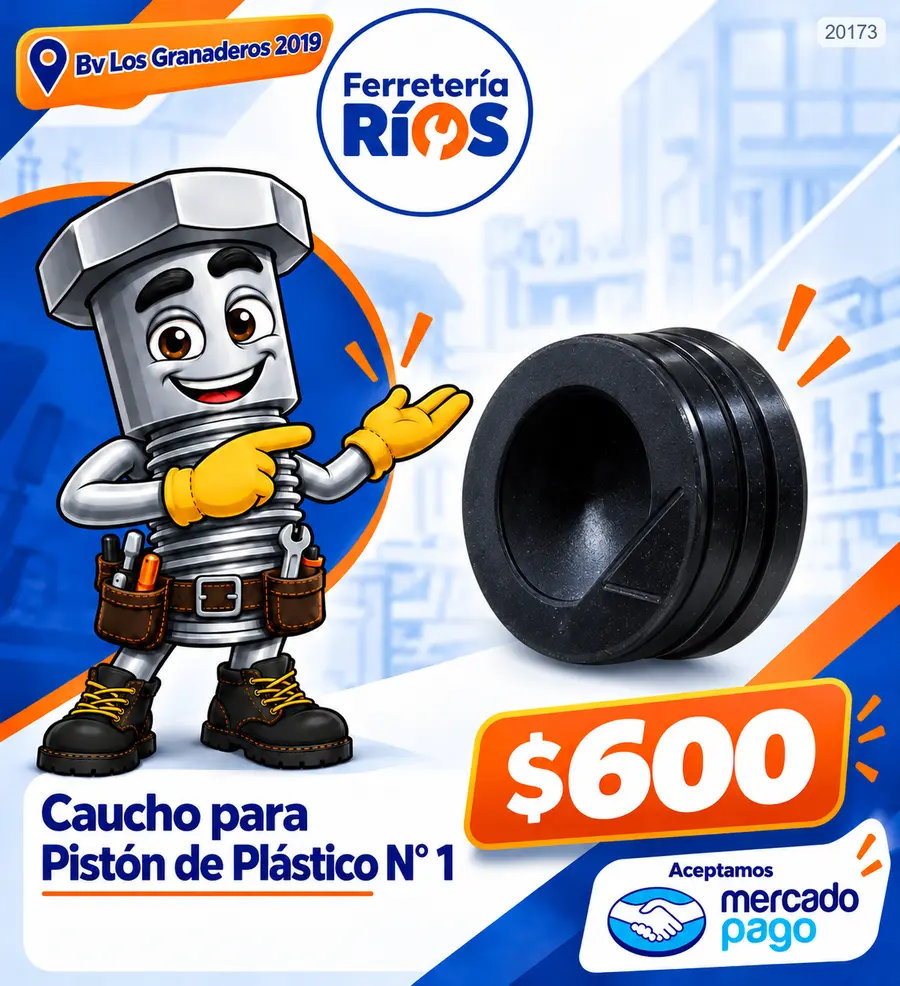 Bv Los Granaderos 2019
20173
Ferretería
RÍOS
$600
Caucho para
Pistón de Plástico N° 1
Aceptamos
mercado
pago